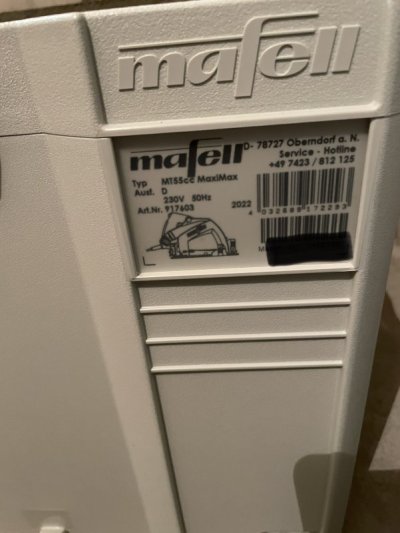 mafell
mafell D- 78727 Oberndorf a. N.
Service - Hotline
+49 7423 / 812 125
Typ MT55cc MaxiMax
Ausf. D
230V 50Hz
Art.Nr. 917603 2022
4 032689 172293
M